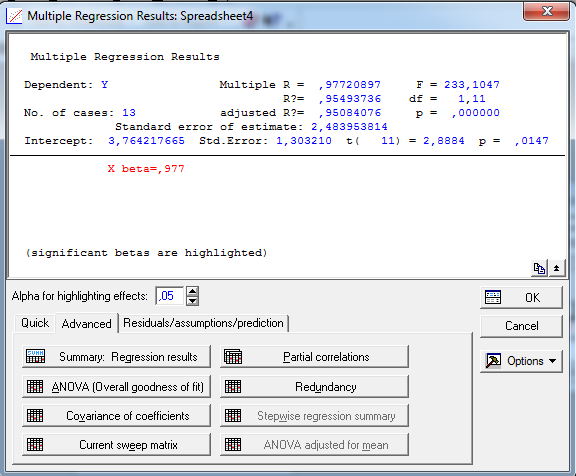 Multiple Regression Results: Spreadsheet4
Multiple Regression Results
Dependent: Y Multiple R = ,97720897 F = 233,1047
R?= ,95493736 df = 1,11
No. of cases: 13 adjusted R?= ,95084076 p = ,000000
Standard error of estimate: 2,483953814
Intercept: 3,764217665 Std.Error: 1,303210 t( 11) = 2,8884 p = ,0147
X beta=,977
(significant betas are highlighted)
Alpha for highlighting effects: ,05
OK
Quick Advanced Residuals/assumptions/prediction
Cancel
Summary: Regression results Partial correlations
Options
ANOVA (Overall goodness of fit) Redundancy
Covariance of coefficients Stepwise regression summary
Current sweep matrix ANOVA adjusted for mean